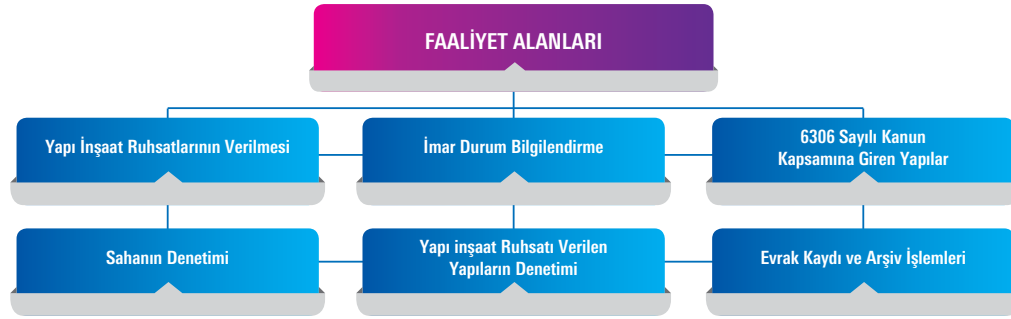 FAALİYET ALANLARI
Yapı İnşaat Ruhsatlarının Verilmesi
İmar Durum Bilgilendirme
6306 Sayılı Kanun
Kapsamına Giren Yapılar
Sahanın Denetimi
Yapı inşaat Ruhsatı Verilen
Yapıların Denetimi
Evrak Kaydı ve Arşiv İşlemleri